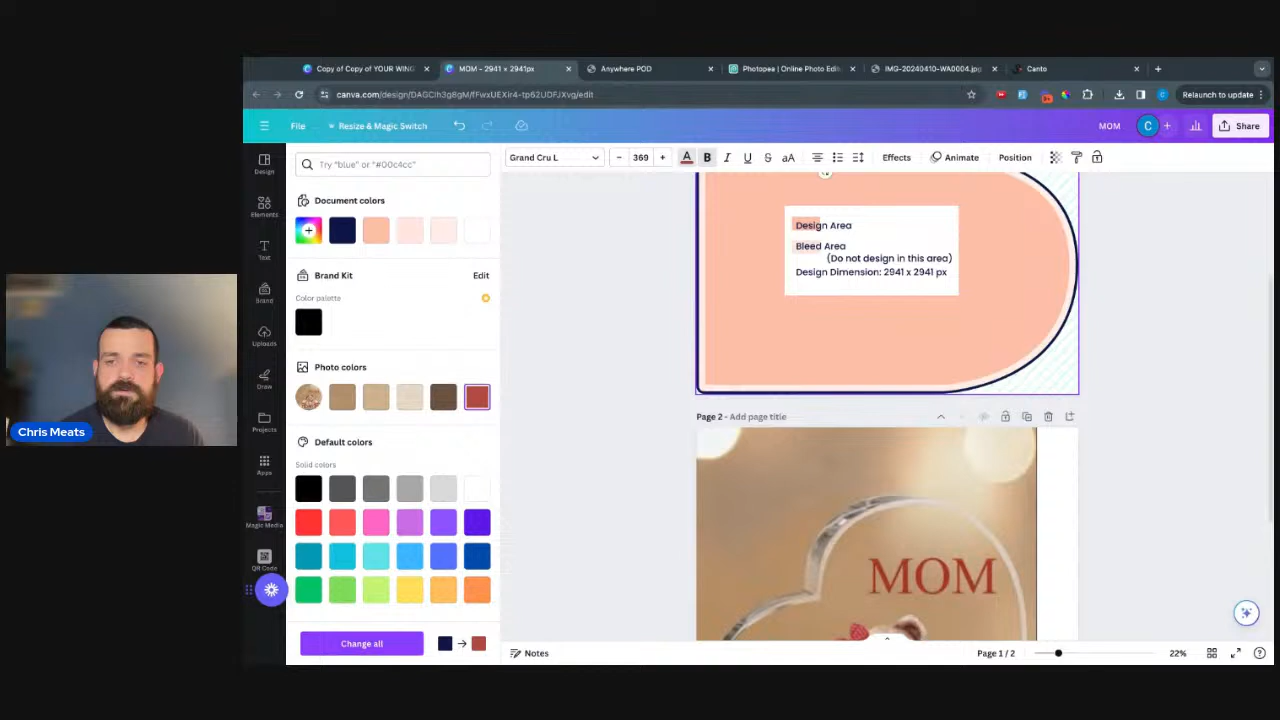 Copy of Copy of YOUR WING
MOM - 2941 × 2941px
Anywhere POD
Photopea | Online Photo Edit
IMG-20240410-WA0004.jpg
Canto
canva.com/design/DAGCIh3g8gM/fFwxUEXir4-tp62UDFJXvg/edit
Relaunch to update
File
Resize & Magic Switch
MOM
C
Share
Try "blue" or "#00c4cc"
Grand Cru L
369
A
B
I
U
S
aA
Effects
Animate
Position
Design
Elements
Text
Brand
Uploads
Draw
Projects
Apps
Magic Media
QR Code
Document colors
Brand Kit
Edit
Color palette
Photo colors
Default colors
Solid colors
Change all
Design Area
Bleed Area
(Do not design in this area)
Design Dimension: 2941 x 2941 px
Page 2 - Add page title
MOM
Notes
Page 1 / 2
22%
Chris Meats